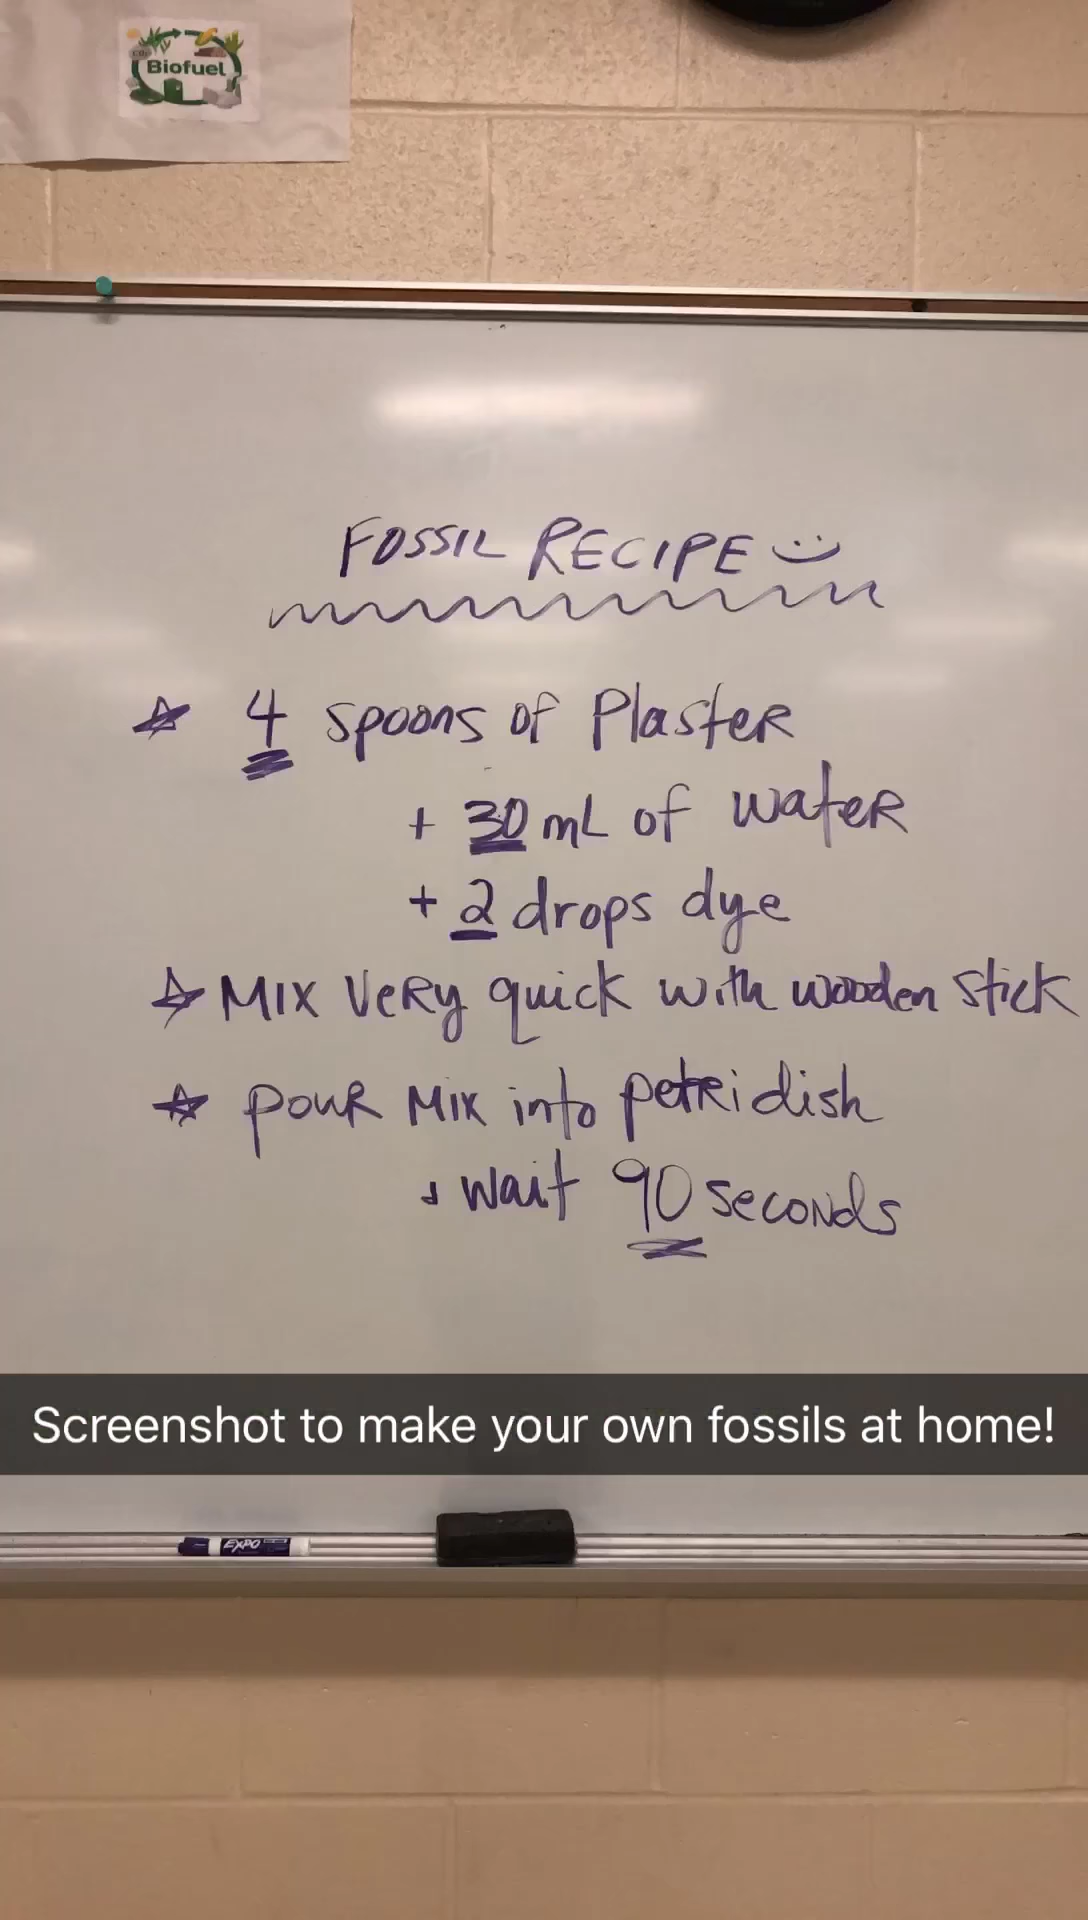 Biofuel
FOSSIL RECIPE
4 spoons of Plaster
+ 30 mL of water
+ 2 drops dye
MIX VeRy quick with wooden stick
POUR MIX into petri dish
wait 90 seconds
Screenshot to make your own fossils at home!
EXPO